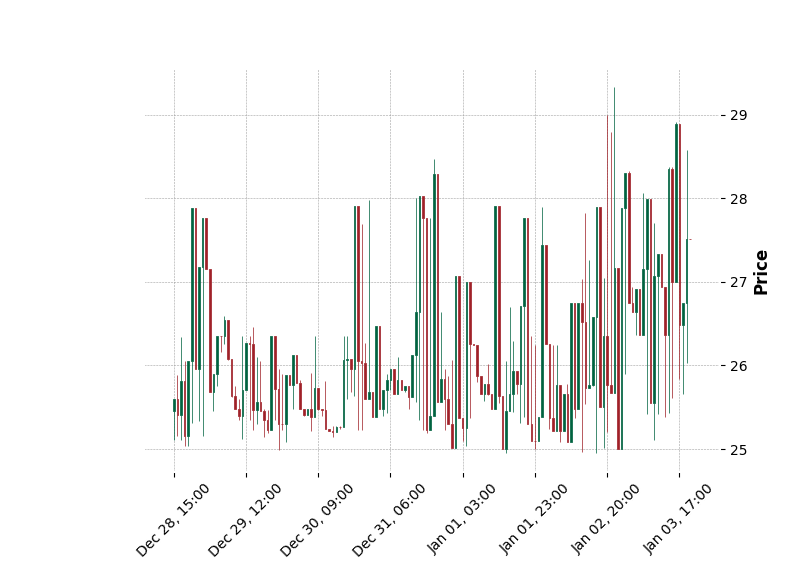 29
28
27
26
25
Price
Dec 28, 15:00
Dec 29, 12:00
Dec 30, 09:00
Dec 31, 06:00
Jan 01, 03:00
Jan 01, 23:00
Jan 02, 20:00
Jan 03, 17:00